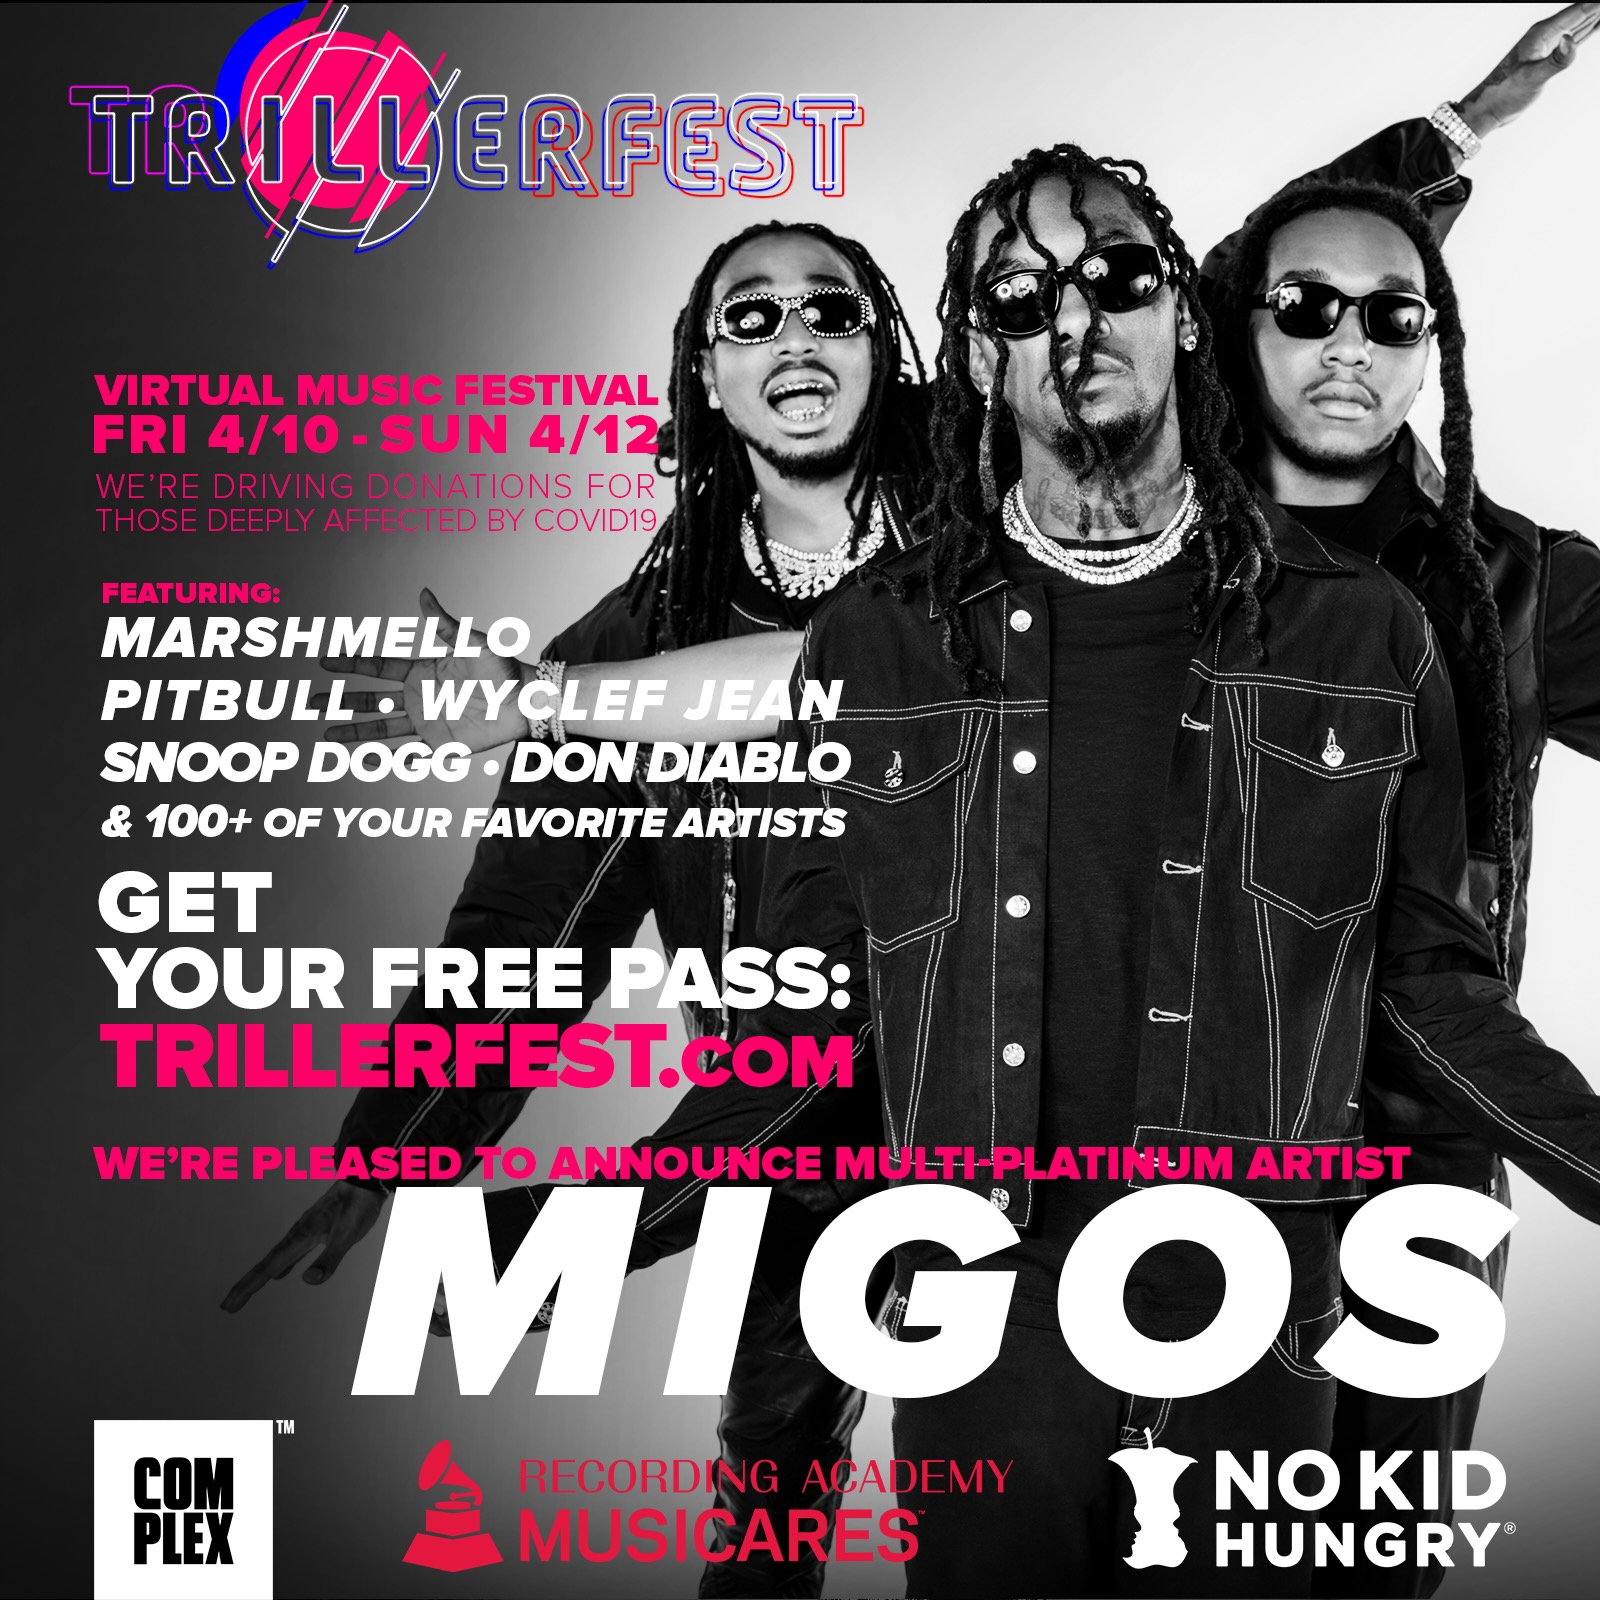 TRILLERFEST
VIRTUAL MUSIC FESTIVAL
FRI 4/10 - SUN 4/12
WE'RE DRIVING DONATIONS FOR
THOSE DEEPLY AFFECTED BY COVID19
FEATURING:
MARSHMELLO
PITBULL • WYCLEF JEAN
SNOOP DOGG • DON DIABLO
& 100+ OF YOUR FAVORITE ARTISTS
GET
YOUR FREE PASS:
TRILLERFEST.COM
WE'RE PLEASED TO ANNOUNCE MULTI-PLATINUM ARTIST
MIGOS
COM
PLEX
TM
RECORDING ACADEMY
MUSICARES™
NO KID
HUNGRY®